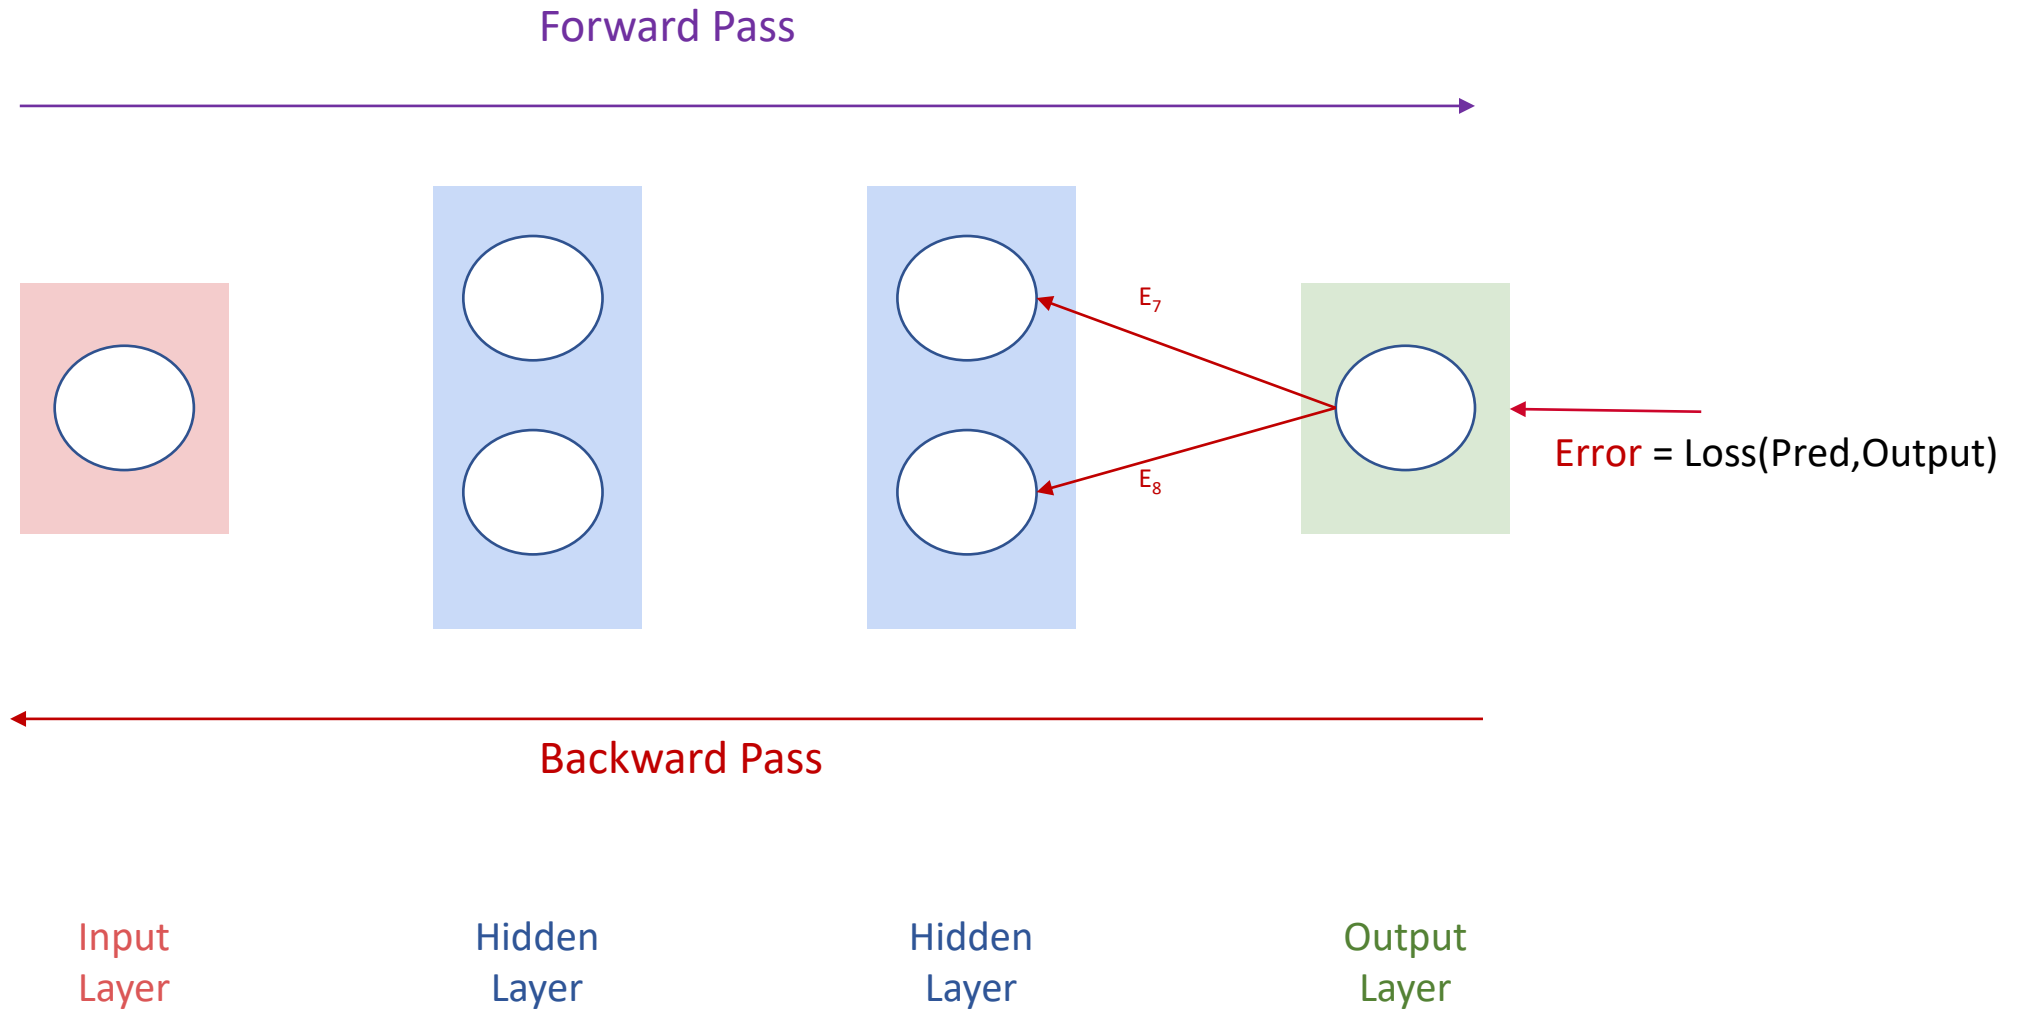 Forward Pass
E₇
Error = Loss(Pred,Output)
E₈
Backward Pass
Input
Layer
Hidden
Layer
Hidden
Layer
Output
Layer